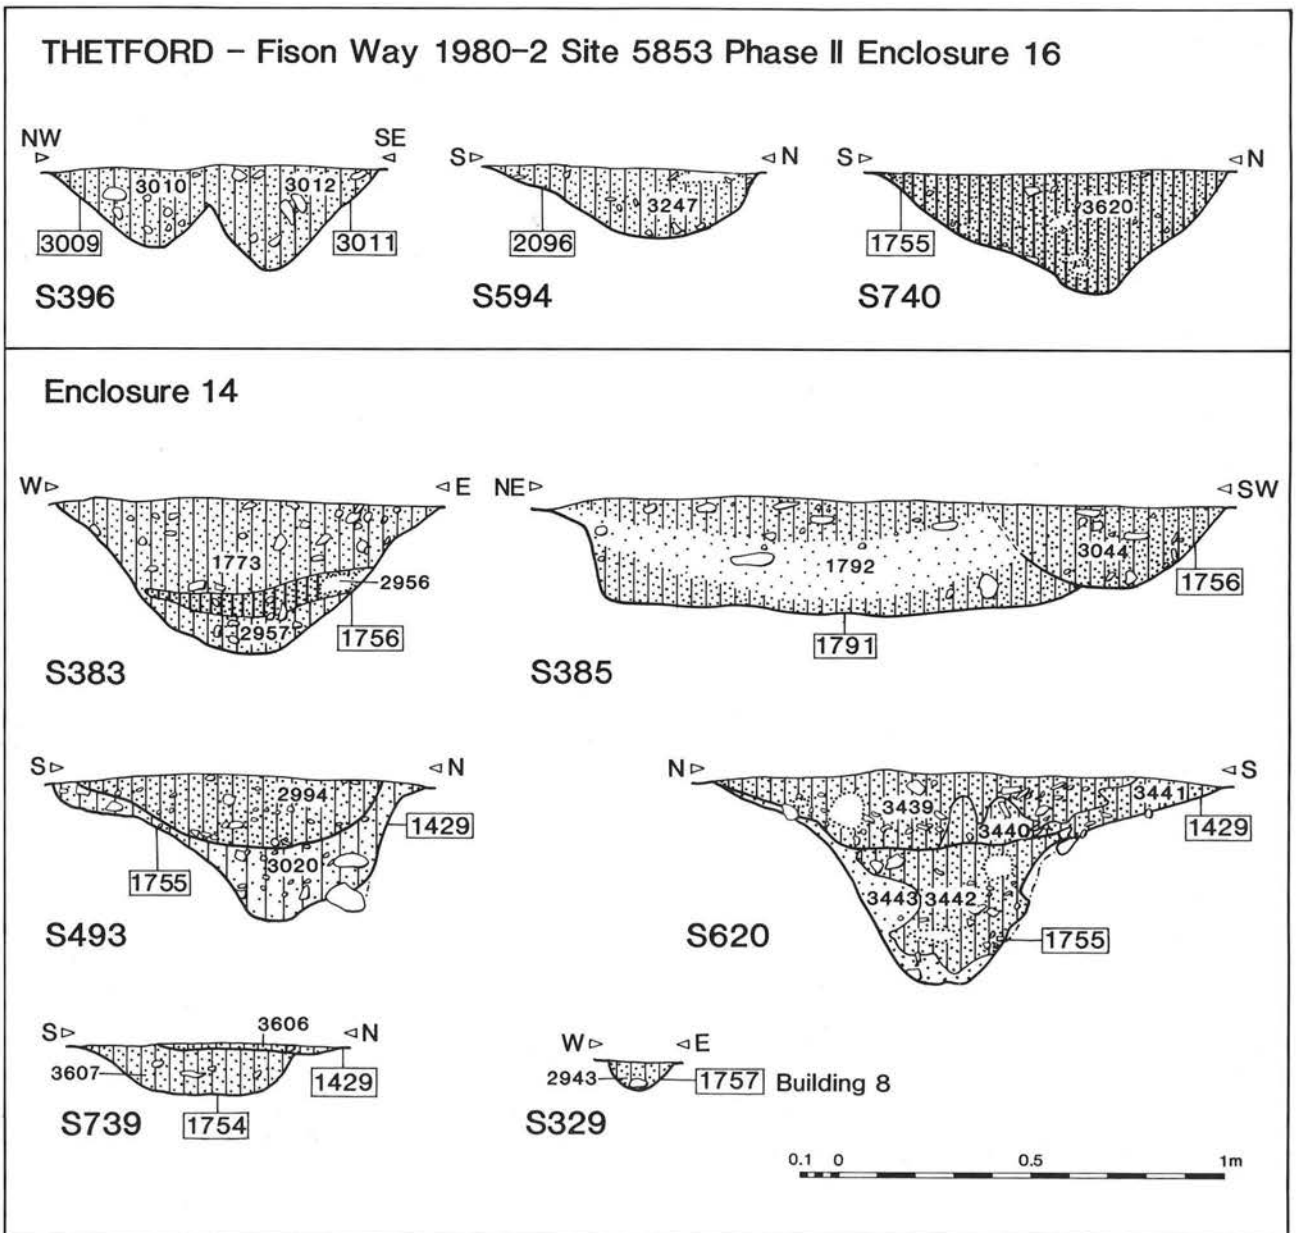 THETFORD – Fison Way 1980–2 Site 5853 Phase II Enclosure 16
NW SE
3010 3012
3009 3011
S396
S N
3247
2096
S594
S N
3620
1755
S740
Enclosure 14
W E
1773
2956
2957
1756
S383
NE SW
1792
3044
1756
1791
S385
S N
2994
1429
3020
1755
S493
N S
3439
3441
3440
1429
3443 3442
1755
S620
S N
3606
3607
1429
1754
S739
W E
2943
1757 Building 8
S329
0.1 0 0.5 1m